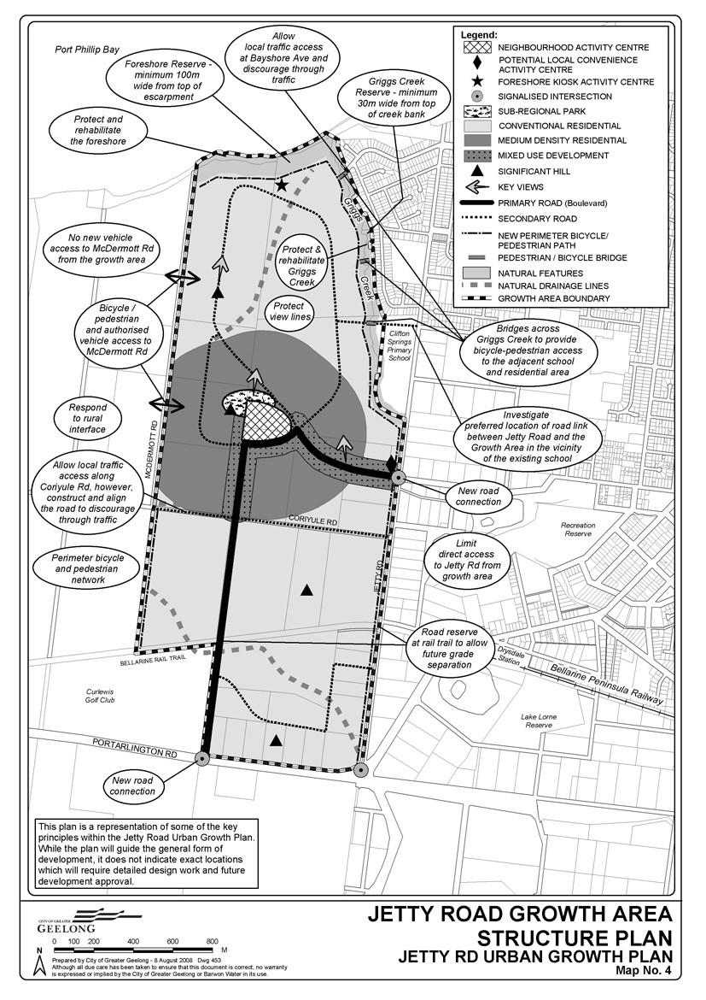 Port Phillip Bay
Foreshore Reserve -
minimum 100m
wide from top of
escarpment
Allow
local traffic access
at Bayshore Ave and
discourage through
traffic
Griggs Creek
Reserve - minimum
30m wide from top
of creek bank
Protect and
rehabilitate
the foreshore
Legend:
NEIGHBOURHOOD ACTIVITY CENTRE
POTENTIAL LOCAL CONVENIENCE
ACTIVITY CENTRE
FORESHORE KIOSK ACTIVITY CENTRE
SIGNALISED INTERSECTION
SUB-REGIONAL PARK
CONVENTIONAL RESIDENTIAL
MEDIUM DENSITY RESIDENTIAL
MIXED USE DEVELOPMENT
SIGNIFICANT HILL
KEY VIEWS
PRIMARY ROAD (Boulevard)
SECONDARY ROAD
NEW PERIMETER BICYCLE/
PEDESTRIAN PATH
PEDESTRIAN / BICYCLE BRIDGE
NATURAL FEATURES
NATURAL DRAINAGE LINES
GROWTH AREA BOUNDARY
Griggs
Creek
No new vehicle
access to McDermott Rd
from the growth area
Protect &
rehabilitate
Griggs
Creek
Protect
view lines
Bicycle /
pedestrian
and authorised
vehicle access to
McDermott Rd
Clifton
Springs
Primary
School
Bridges across
Griggs Creek to provide
bicycle-pedestrian access
to the adjacent school
and residential area
Respond
to rural
interface
MCDERMOTT RD
Investigate
preferred location of road link
between Jetty Road and the
Growth Area in the vicinity
of the existing school
Allow local traffic
access along
Coriyule Rd, however,
construct and align
the road to discourage
through traffic
New road
connection
CORIYULE RD
Recreation
Reserve
Perimeter bicycle
and pedestrian
network
Limit
direct access
to Jetty Rd from
growth area
JETTY RD
Road reserve
at rail trail to allow
future grade
separation
Drysdale
Station
Bellarine Peninsula Railway
BELLARINE RAIL TRAIL
Curlewis
Golf Club
Lake Lorne
Reserve
PORTARLINGTON RD
New road
connection
This plan is a representation of some of the key
principles within the Jetty Road Urban Growth Plan.
While the plan will guide the general form of
development, it does not indicate exact locations
which will require detailed design work and future
development approval.
CITY OF GREATER
GEELONG
0 100 200 400 600 800
M
N
Prepared by City of Greater Geelong - 8 August 2008 Dwg 453
Although all due care has been taken to ensure that this document is correct, no warranty
is expressed or implied by the City of Greater Geelong or Barwon Water in its use.
JETTY ROAD GROWTH AREA
STRUCTURE PLAN
JETTY RD URBAN GROWTH PLAN
Map No. 4